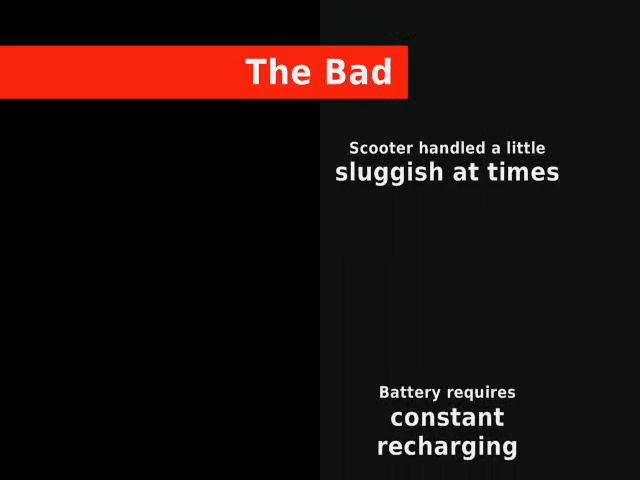 The Bad
Scooter handled a little
sluggish at times
Battery requires
constant
recharging